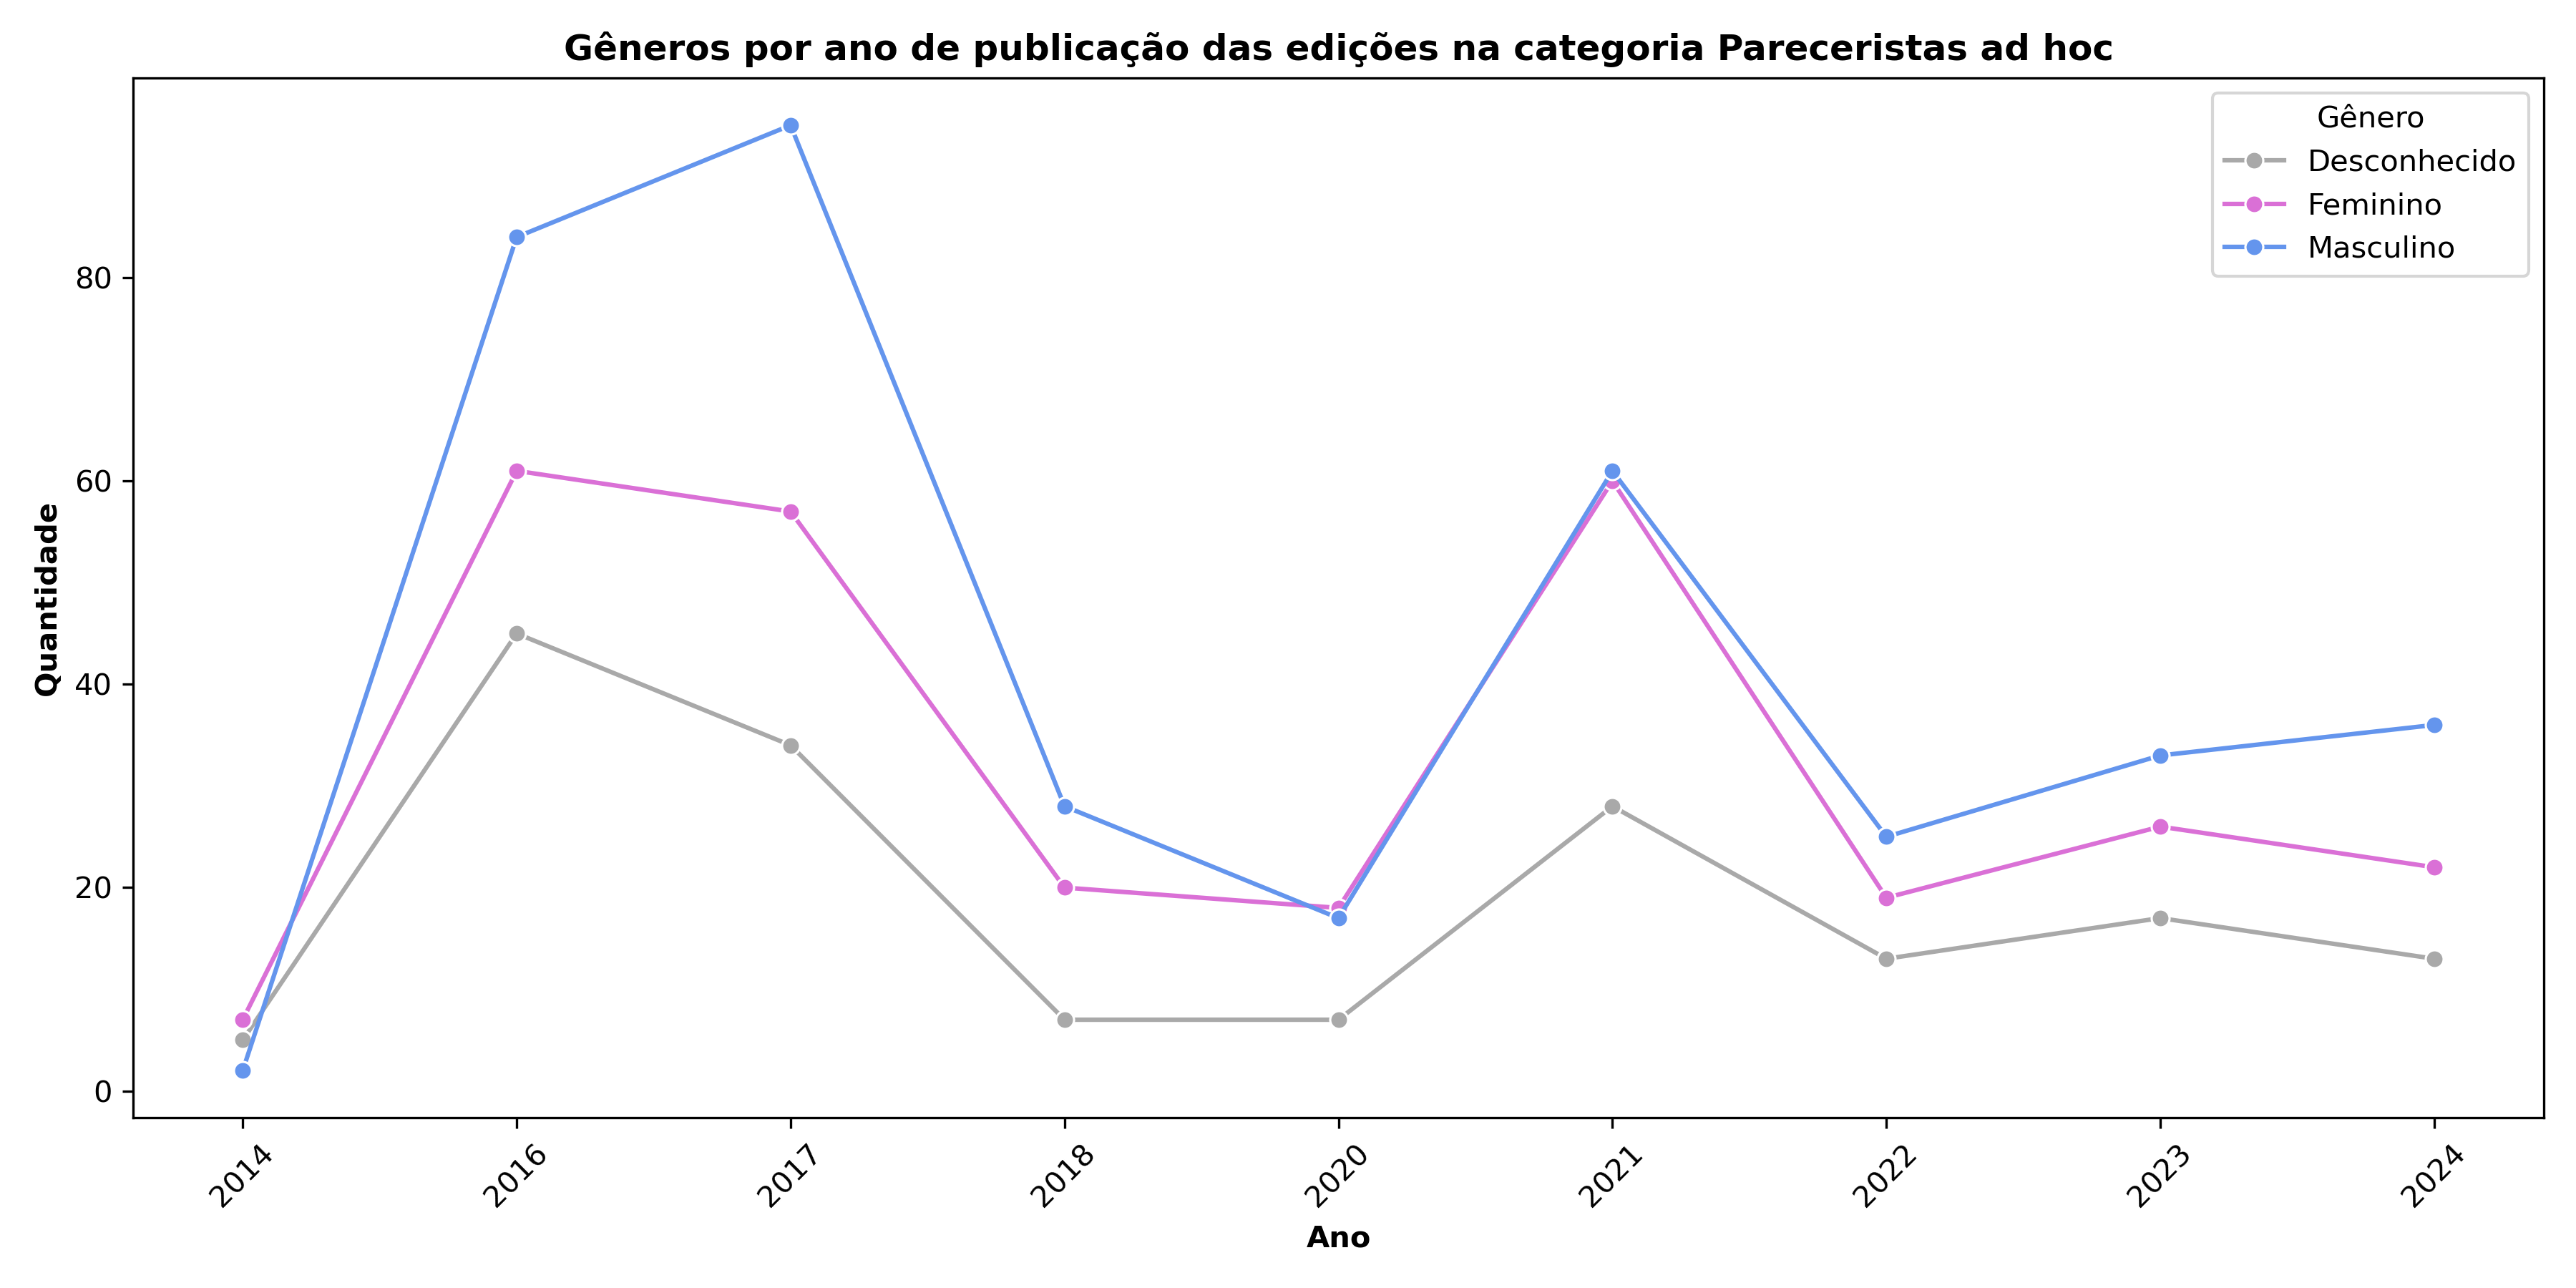 Gêneros por ano de publicação das edições na categoria Pareceristas ad hoc
Gênero
Desconhecido
Feminino
Masculino
Quantidade
80
60
40
20
0
2014
2016
2017
2018
2020
2021
2022
2023
2024
Ano